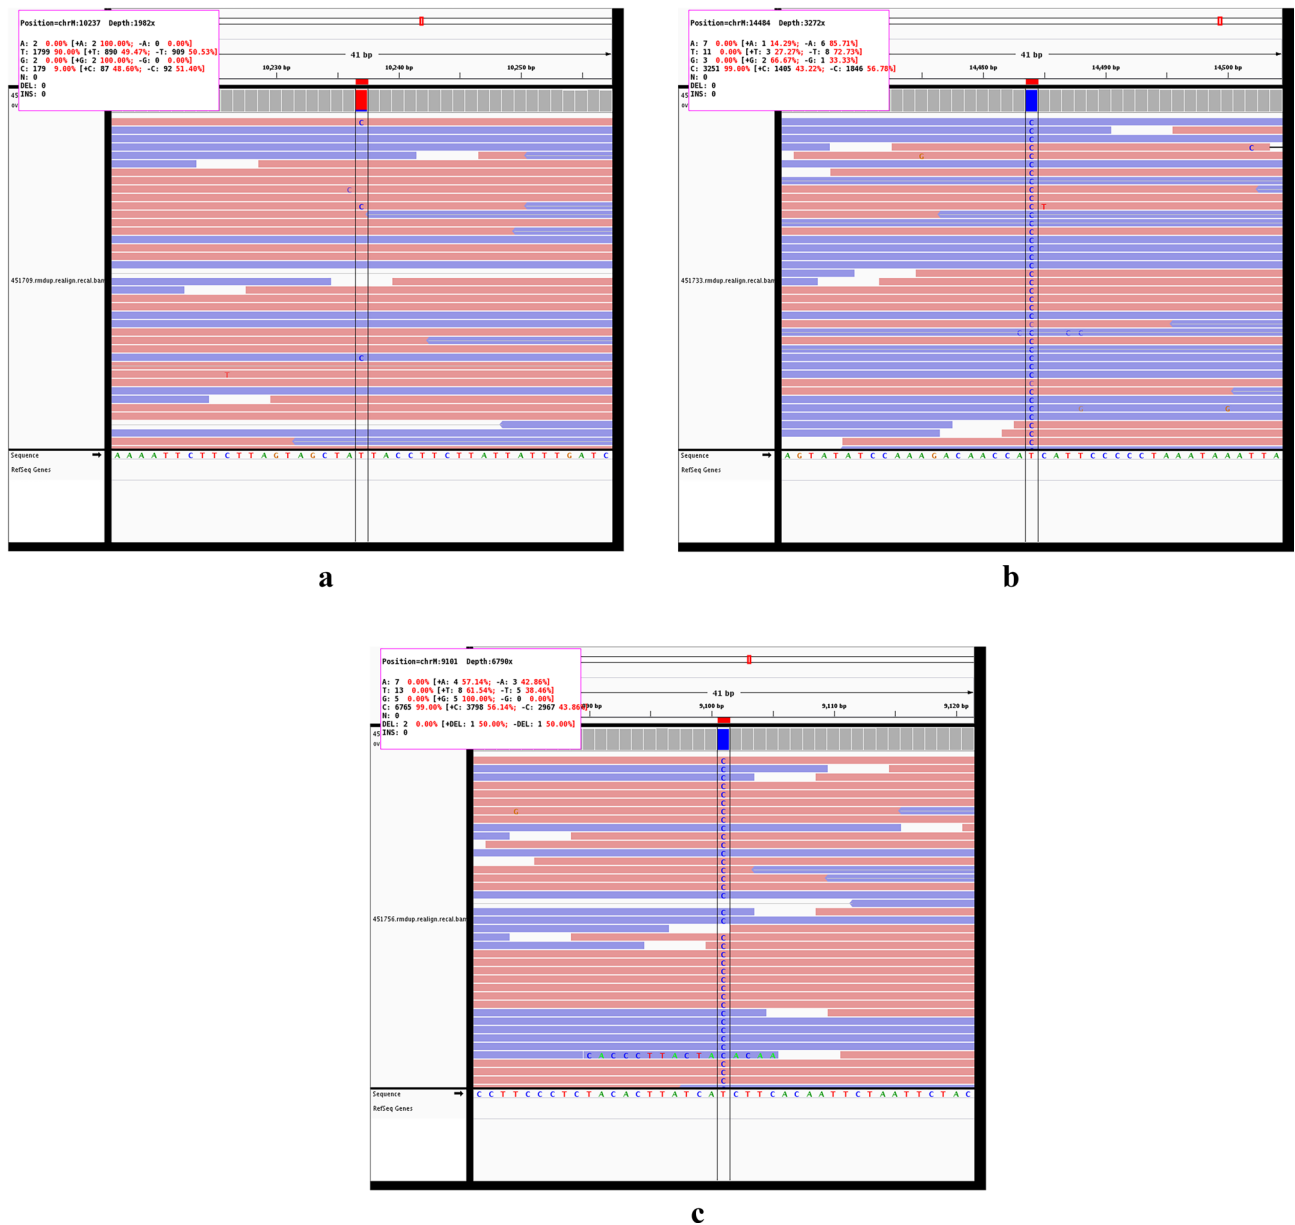 Position=chrM:10237 Depth:1982x
A: 2 0.00% [+A: 2 100.00%; -A: 0 0.00%]
T: 1799 90.00% [+T: 890 49.47%; -T: 909 50.53%]
G: 2 0.00% [+G: 2 100.00%; -G: 0 0.00%]
C: 179 9.00% [+C: 87 48.60%; -C: 92 51.40%]
N: 0
DEL: 0
INS: 0
41 bp
10,230 bp 10,240 bp 10,250 bp
C
C
C
451709.rmdup.realign.recal.bam
C
T
Sequence
A A A A T T C T T C T T A G T A G C T A T T A C C T T C T T A T T A T T T G A T C
RefSeq Genes
a
Position=chrM:14484 Depth:3272x
A: 7 0.00% [+A: 1 14.29%; -A: 6 85.71%]
T: 11 0.00% [+T: 3 27.27%; -T: 8 72.73%]
G: 3 0.00% [+G: 2 66.67%; -G: 1 33.33%]
C: 3251 99.00% [+C: 1405 43.22%; -C: 1846 56.78%]
N: 0
DEL: 0
INS: 0
41 bp
14,490 bp 14,500 bp
451733.rmdup.realign.recal.bam
Sequence
A G T A T A T C C A A A G A C A A C C A T C A T T C C C C C T A A A T A A A T T A
RefSeq Genes
b
Position=chrM:9101 Depth:6790x
A: 7 0.00% [+A: 4 57.14%; -A: 3 42.86%]
T: 13 0.00% [+T: 8 61.54%; -T: 5 38.46%]
G: 5 0.00% [+G: 5 100.00%; -G: 0 0.00%]
C: 6765 99.00% [+C: 3798 56.14%; -C: 2967 43.86%]
N: 0
DEL: 2 0.00% [+DEL: 1 50.00%; -DEL: 1 50.00%]
INS: 0
41 bp
9,100 bp 9,110 bp 9,120 bp
G
451756.rmdup.realign.recal.bam
C A C C C T T A C T A C A C A A
Sequence
C C T T C C C T C T A C A C T T A T C A T C T T C A C A A T T C T A A T T C T A C
RefSeq Genes
c